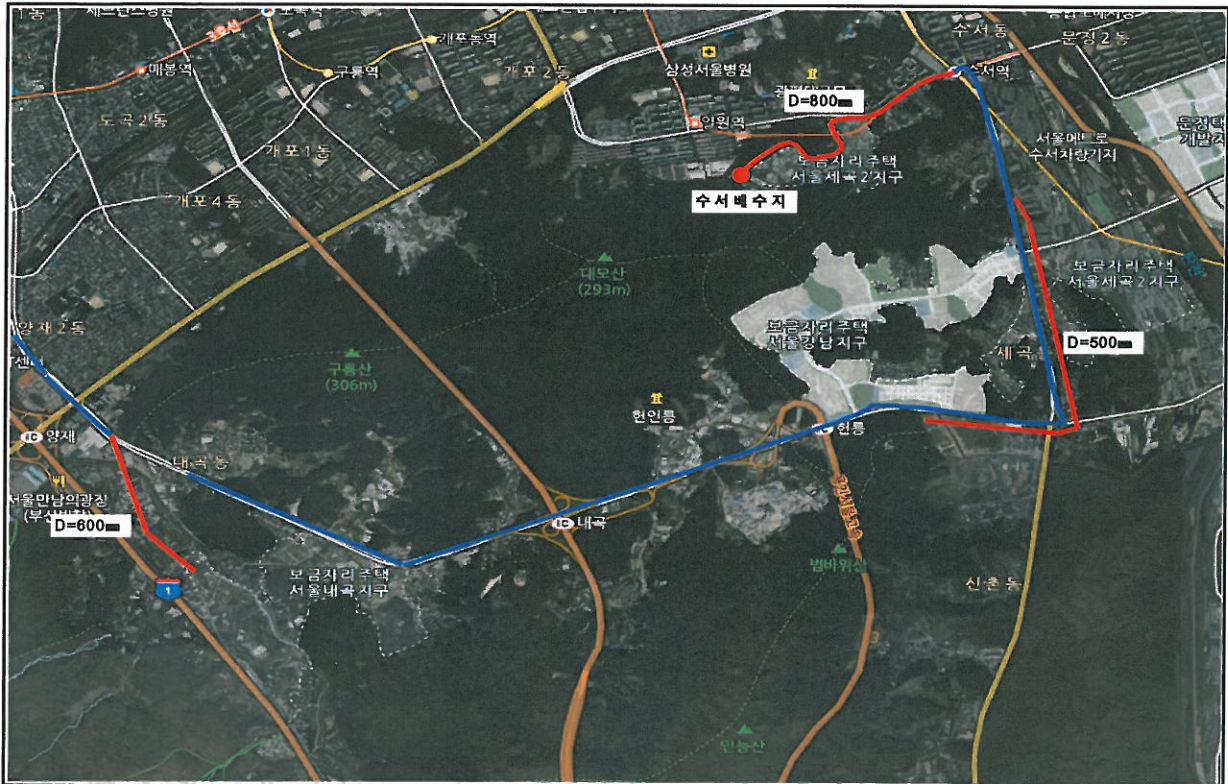 개포동역
수서동
문정2동
매봉역
구룡역
개포2동
삼성서울병원
수서역
D=800㎜
도곡2동
일원역
개포1동
보금자리주택
서울세곡2지구
서울메트로
수서차량기지
개포4동
수서배수지
대모산
(293m)
보금자리주택
서울세곡2지구
양재2동
보금자리주택
서울강남지구
세곡
D=500㎜
구룡산
(306m)
헌인릉
IC 양재
IC 헌릉
내곡동
서울만남의광장
D=600㎜
IC 내곡
범바위산
보금자리주택
서울내곡지구
신촌동
1
인능산